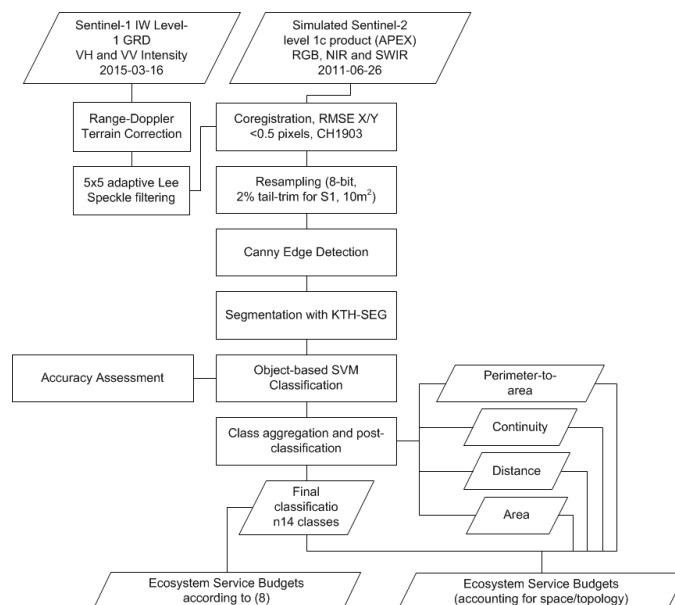 Sentinel-1 IW Level-
1 GRD
VH and VV Intensity
2015-03-16
Simulated Sentinel-2
level 1c product (APEX)
RGB, NIR and SWIR
2011-06-26
Range-Doppler
Terrain Correction
Coregistration, RMSE X/Y
<0.5 pixels, CH1903
5x5 adaptive Lee
Speckle filtering
Resampling (8-bit,
2% tail-trim for S1, 10m²)
Canny Edge Detection
Segmentation with KTH-SEG
Accuracy Assessment
Object-based SVM
Classification
Perimeter-to-
area
Class aggregation and post-
classification
Continuity
Distance
Area
Final
classificatio
n14 classes
Ecosystem Service Budgets
according to (8)
Ecosystem Service Budgets
(accounting for space/topology)